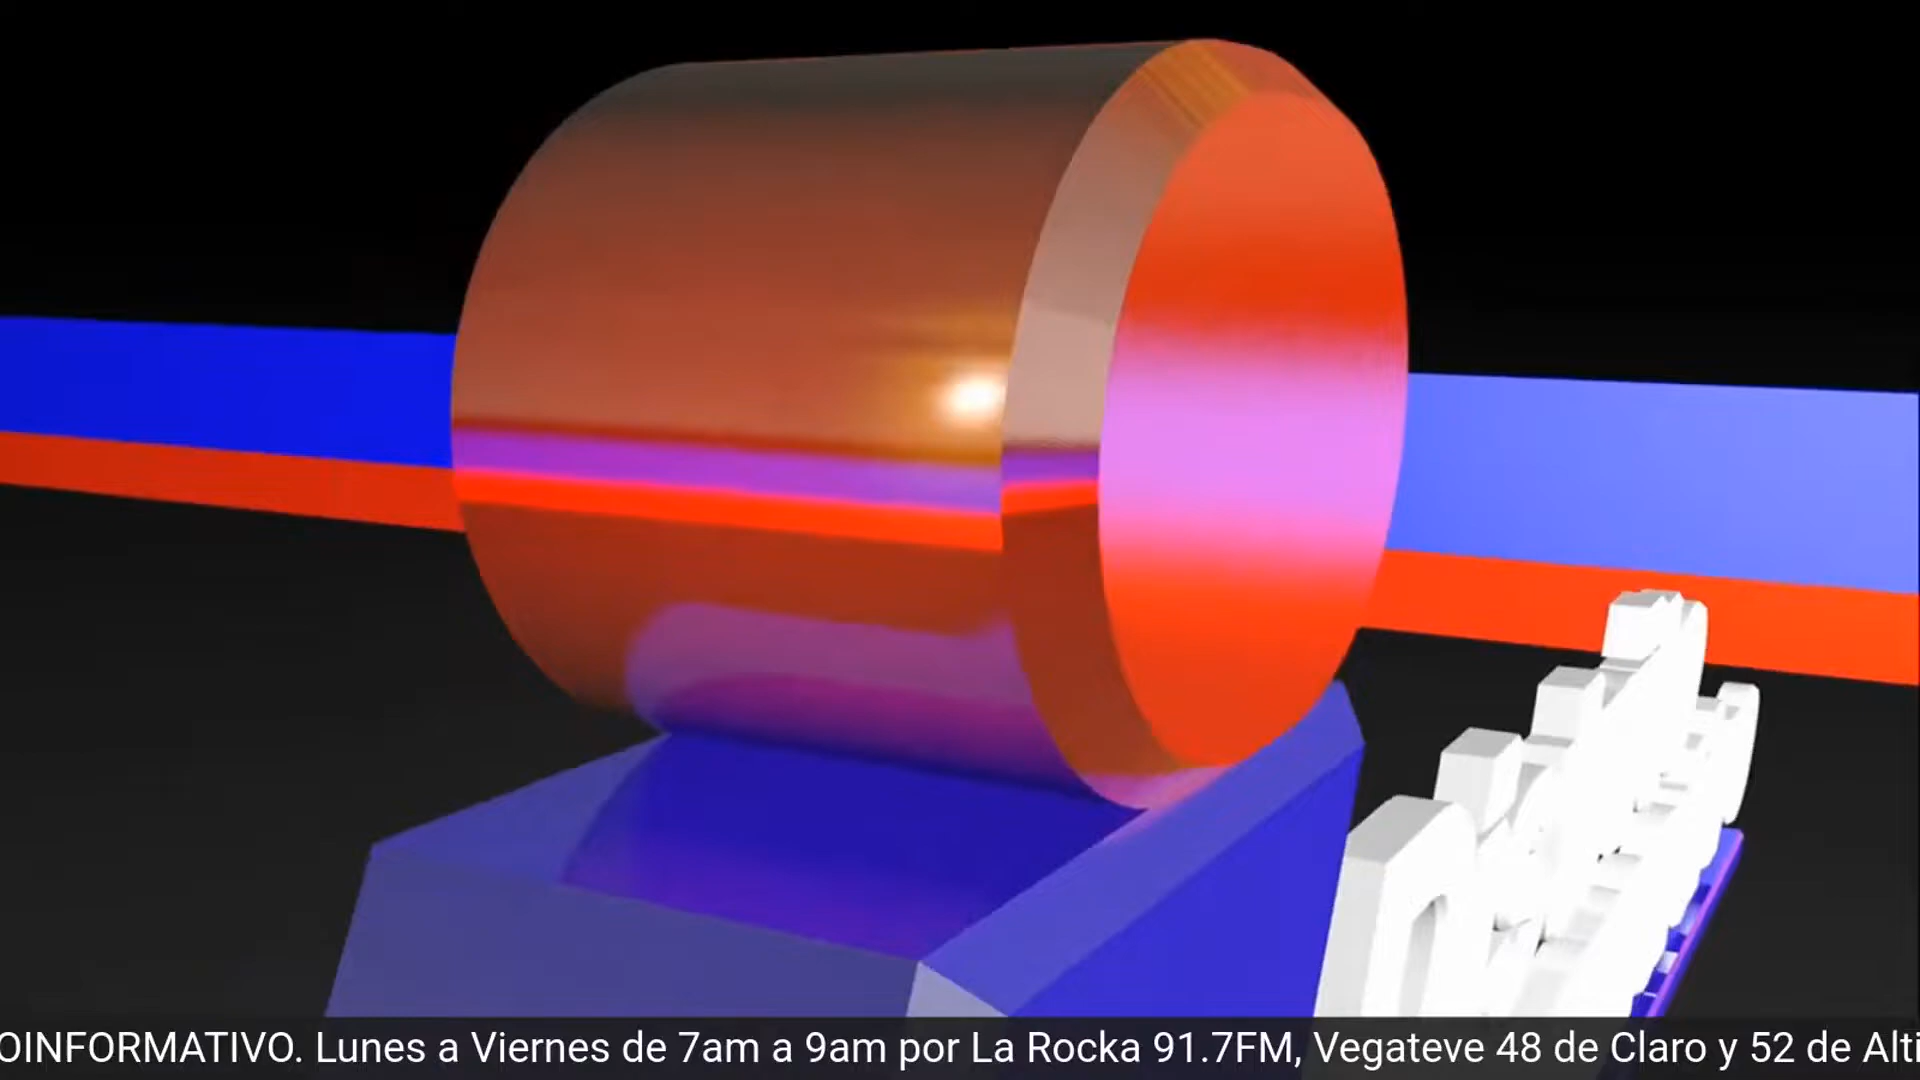 OINFORMATIVO. Lunes a Viernes de 7am a 9am por La Rocka 91.7FM, Vegateve 48 de Claro y 52 de Alti